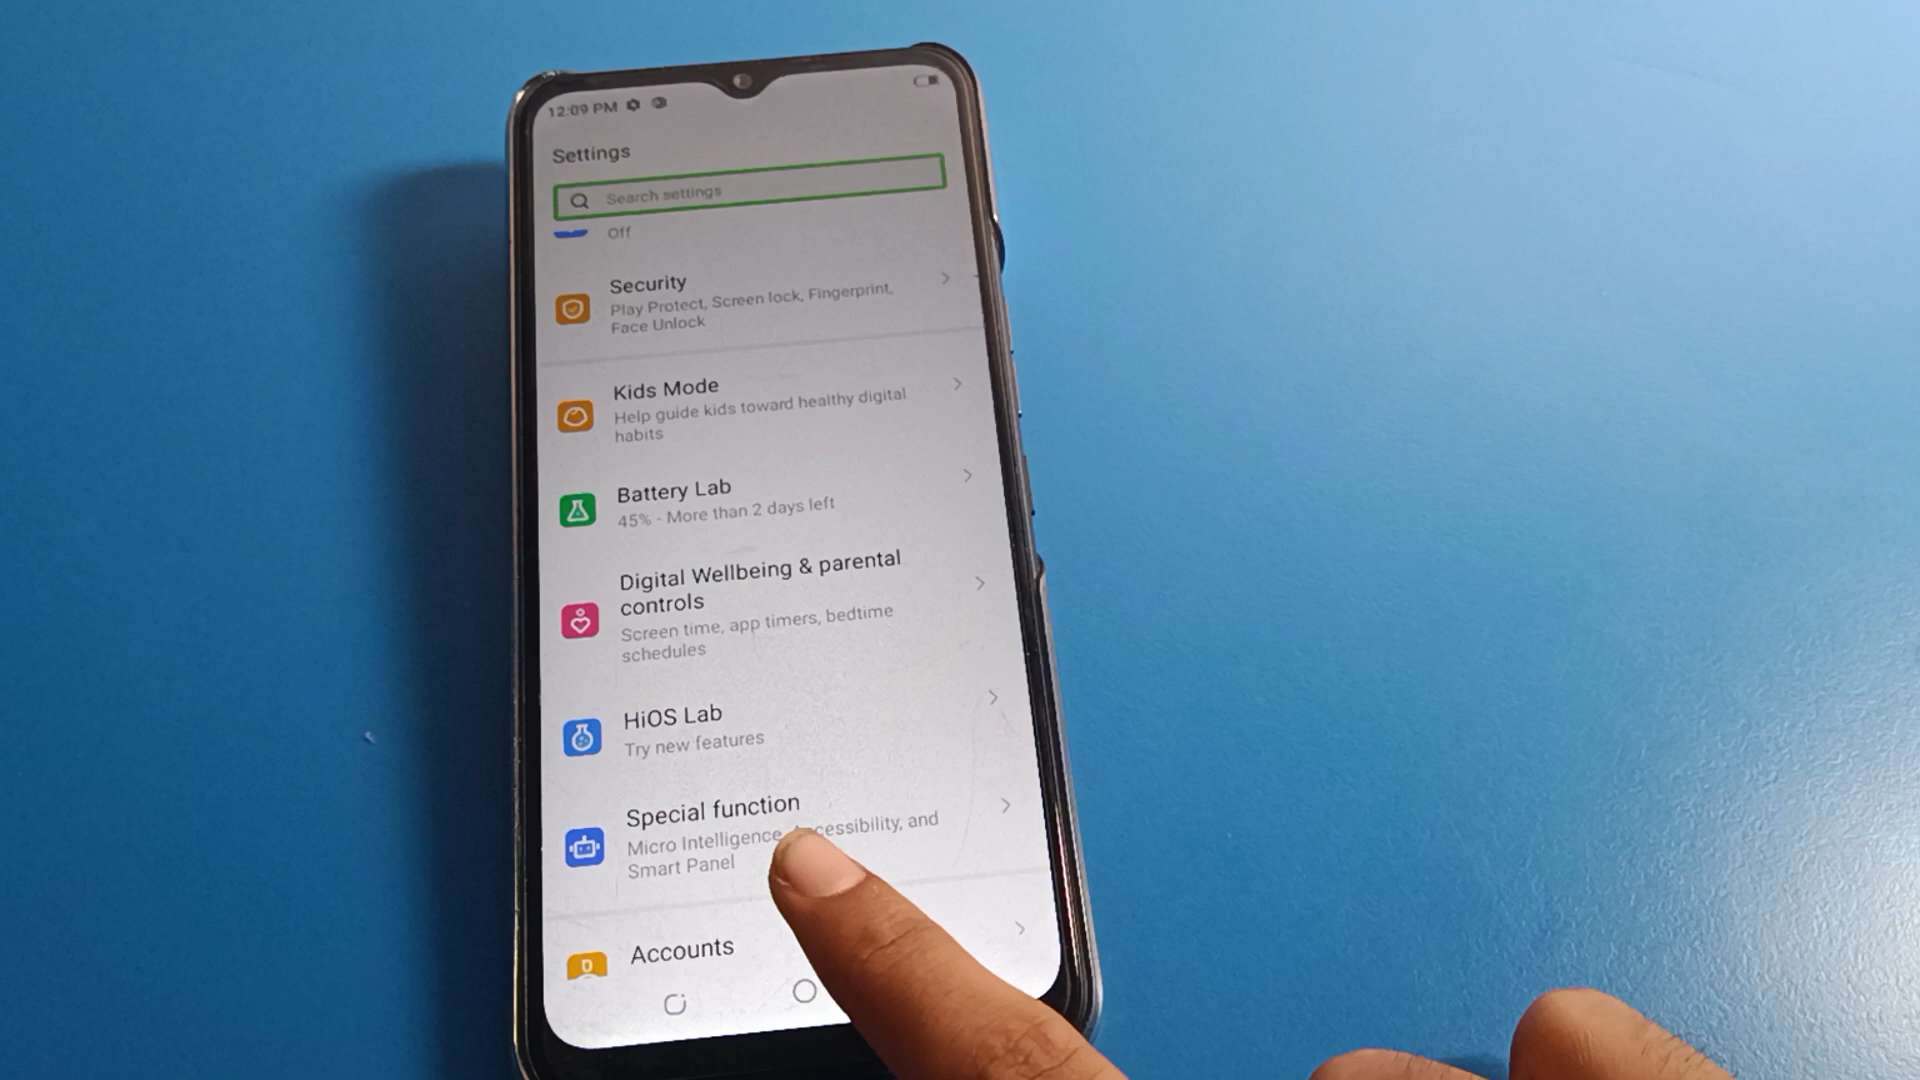 12:09 PM
Settings
Search settings
Off
Security
Play Protect, Screen lock, Fingerprint,
Face Unlock
Kids Mode
Help guide kids toward healthy digital
habits
Battery Lab
45% - More than 2 days left
Digital Wellbeing & parental
controls
Screen time, app timers, bedtime
schedules
HiOS Lab
Try new features
Special function
Micro Intelligence, Accessibility, and
Smart Panel
Accounts